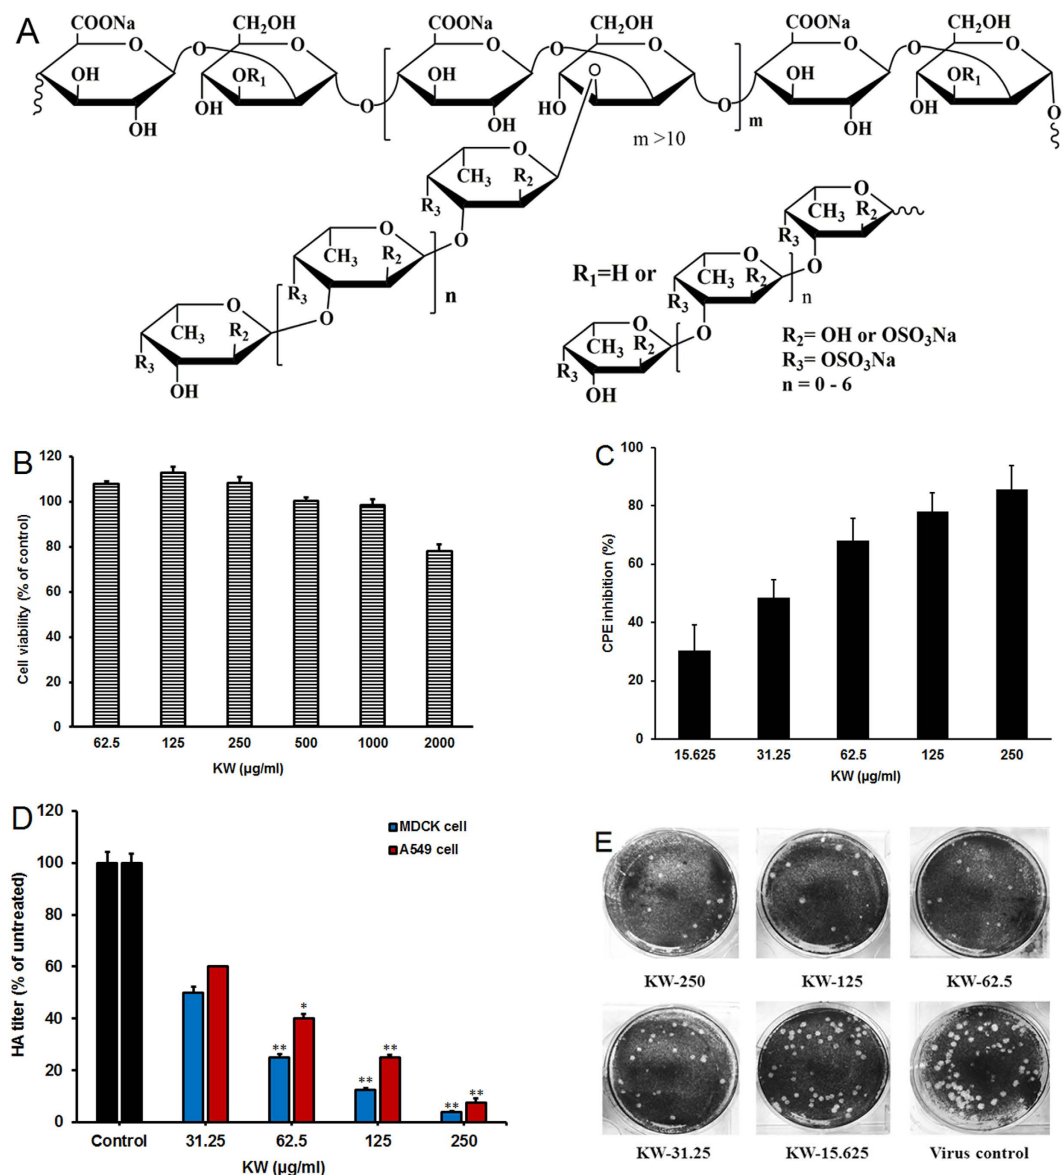 A
COONa CH₂OH COONa CH₂OH COONa CH₂OH
O O O O O O O O O
OH OR₁ OH O OH OR₁
OH OH O HO OH O OH OH O
OH OH OH
m
m >10
O
CH₃ R₂
R₃
O O
CH₃ R₂ CH₃ R₂
R₃ R₃
O O
n
R₁=H or
O O
CH₃ R₂ CH₃ R₂
R₃ R₃
O O
n
O
CH₃ R₂
R₃
OH
OH
R₂= OH or OSO₃Na
R₃= OSO₃Na
n = 0 - 6
B
Cell viability (% of control)
120
100
80
60
40
20
0
62.5 125 250 500 1000 2000
KW (µg/ml)
C
CPE inhibition (%)
100
80
60
40
20
0
15.625 31.25 62.5 125 250
KW (µg/ml)
D
HA titer (% of untreated)
120
100
80
60
40
20
0
MDCK cell
A549 cell
*
** **
** ** **
Control 31.25 62.5 125 250
KW (µg/ml)
E
KW-250 KW-125 KW-62.5
KW-31.25 KW-15.625 Virus control